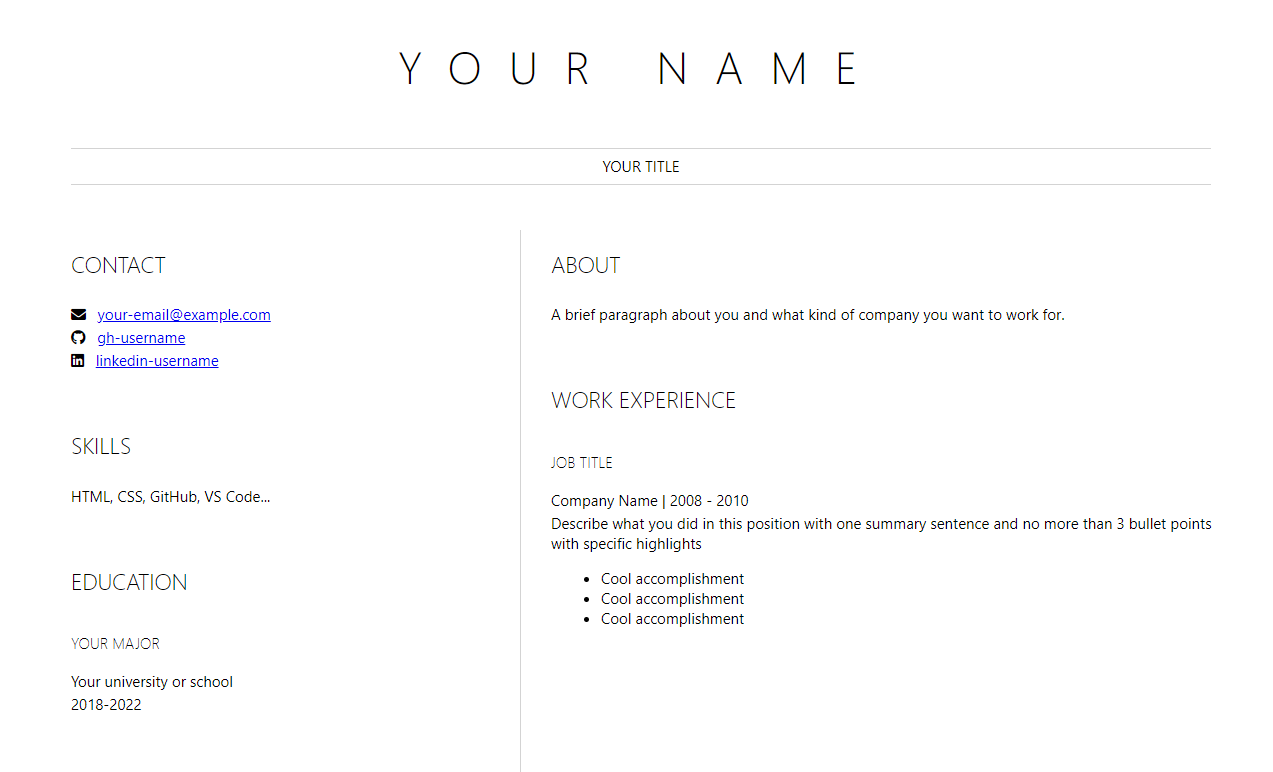 YOUR NAME
YOUR TITLE
CONTACT
your-email@example.com
gh-username
linkedin-username
SKILLS
HTML, CSS, GitHub, VS Code...
EDUCATION
YOUR MAJOR
Your university or school
2018-2022
ABOUT
A brief paragraph about you and what kind of company you want to work for.
WORK EXPERIENCE
JOB TITLE
Company Name | 2008 - 2010
Describe what you did in this position with one summary sentence and no more than 3 bullet points
with specific highlights
• Cool accomplishment
• Cool accomplishment
• Cool accomplishment